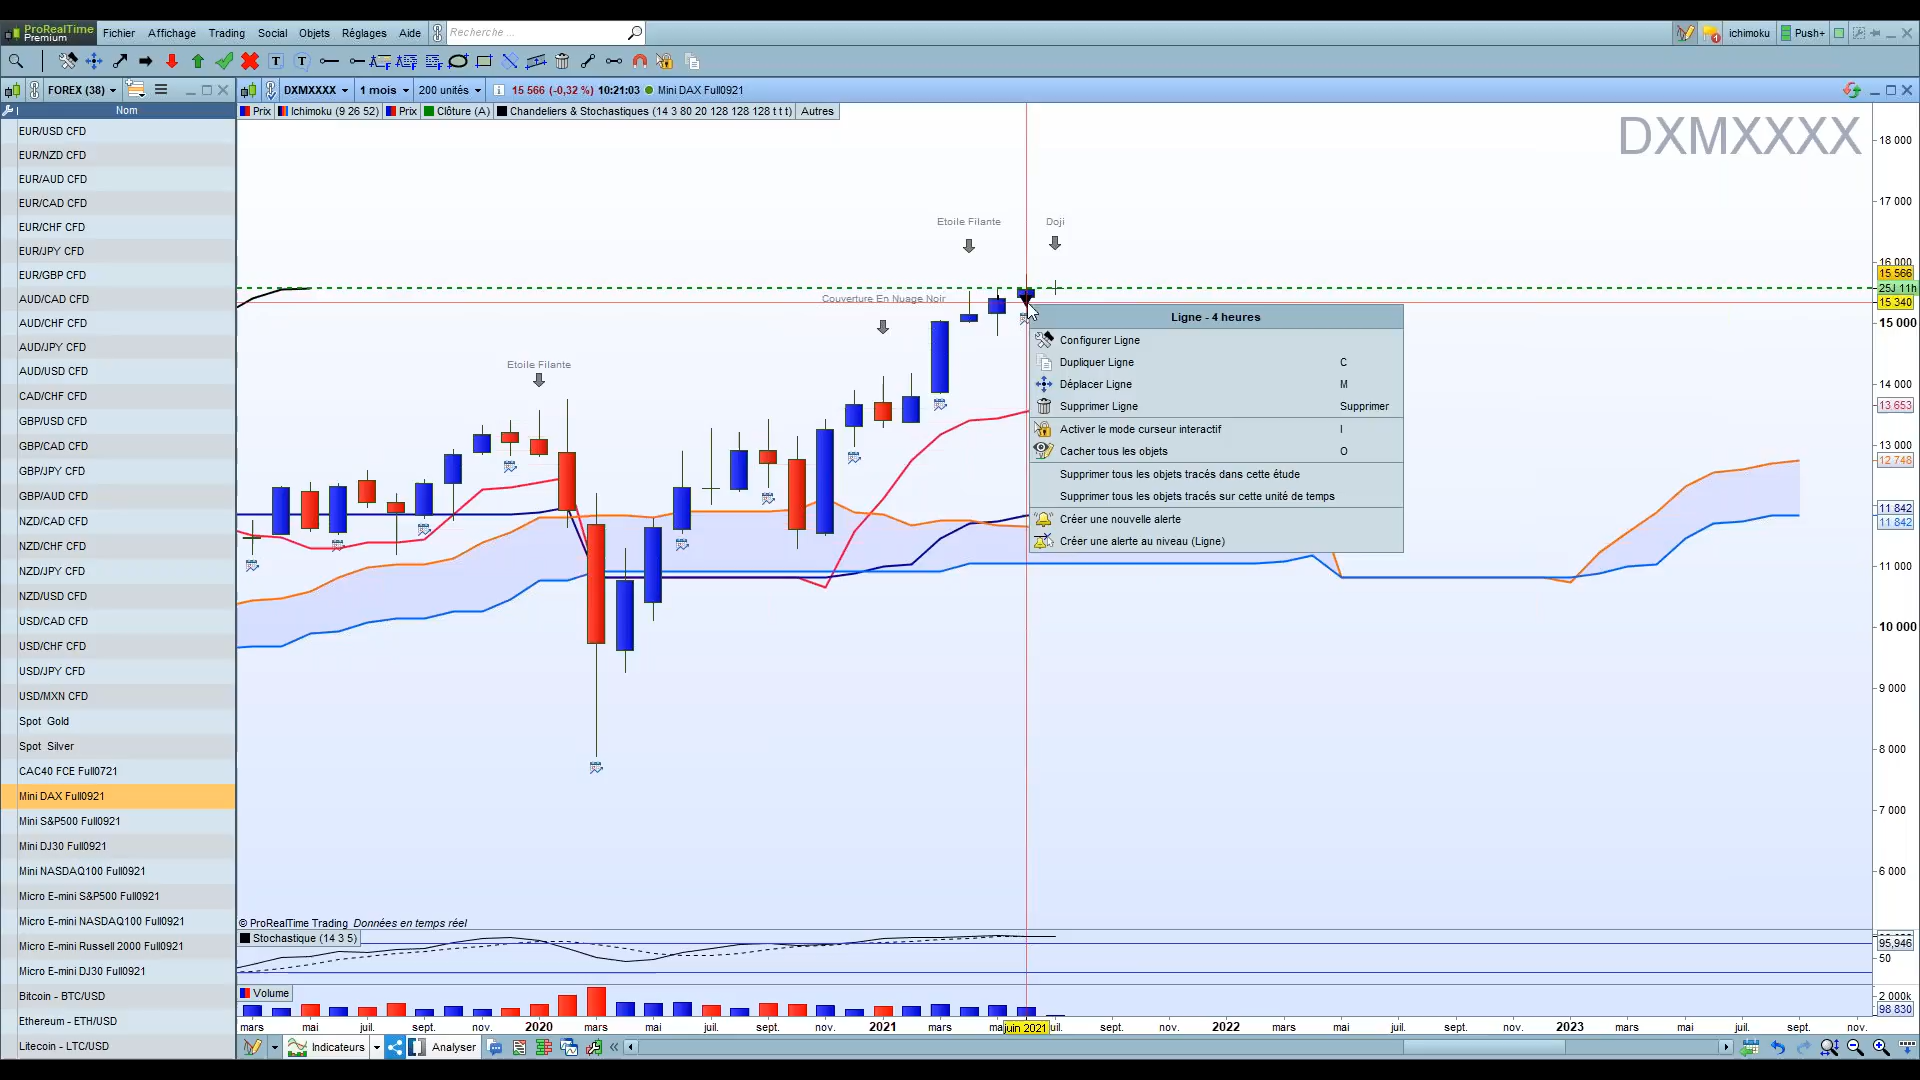 ProRealTime
Premium
Fichier Affichage Trading Social Objets Réglages Aide Recherche ... ichimoku Push+
FOREX (38) DXMXXXX 1 mois 200 unités 15 566 (-0,32 %) 10:21:03 Mini DAX Full0921
Nom
Prix Ichimoku (9 26 52) Prix Clôture (A) Chandeliers & Stochastiques (14 3 80 20 128 128 128 t t t) Autres
DXMXXXX
EUR/USD CFD
EUR/NZD CFD
EUR/AUD CFD
EUR/CAD CFD
EUR/CHF CFD
EUR/JPY CFD
EUR/GBP CFD
AUD/CAD CFD
AUD/CHF CFD
AUD/JPY CFD
AUD/USD CFD
CAD/CHF CFD
GBP/USD CFD
GBP/CAD CFD
GBP/JPY CFD
GBP/AUD CFD
NZD/CAD CFD
NZD/CHF CFD
NZD/JPY CFD
NZD/USD CFD
USD/CAD CFD
USD/CHF CFD
USD/JPY CFD
USD/MXN CFD
Spot Gold
Spot Silver
CAC40 FCE Full0721
Mini DAX Full0921
Mini S&P500 Full0921
Mini DJ30 Full0921
Mini NASDAQ100 Full0921
Micro E-mini S&P500 Full0921
Micro E-mini NASDAQ100 Full0921
Micro E-mini Russell 2000 Full0921
Micro E-mini DJ30 Full0921
Bitcoin - BTC/USD
Ethereum - ETH/USD
Litecoin - LTC/USD
Etoile Filante
Doji
Couverture En Nuage Noir
Etoile Filante
Ligne - 4 heures
Configurer Ligne
Dupliquer Ligne C
Déplacer Ligne M
Supprimer Ligne Supprimer
Activer le mode curseur interactif I
Cacher tous les objets O
Supprimer tous les objets tracés dans cette étude
Supprimer tous les objets tracés sur cette unité de temps
Créer une nouvelle alerte
Créer une alerte au niveau (Ligne)
18 000
17 000
16 000
15 566
25J 11h
15 340
15 000
14 000
13 653
13 000
12 748
11 842
11 842
11 000
10 000
9 000
8 000
7 000
6 000
© ProRealTime Trading Données en temps réel
Stochastique (14 3 5)
95,946
50
Volume
2 000k
98 830
mars mai juil. sept. nov. 2020 mars mai juil. sept. nov. 2021 mars juin 2021 sept. nov. 2022 mars mai juil. sept. nov. 2023 mars mai juil. sept. nov.
Indicateurs Analyser